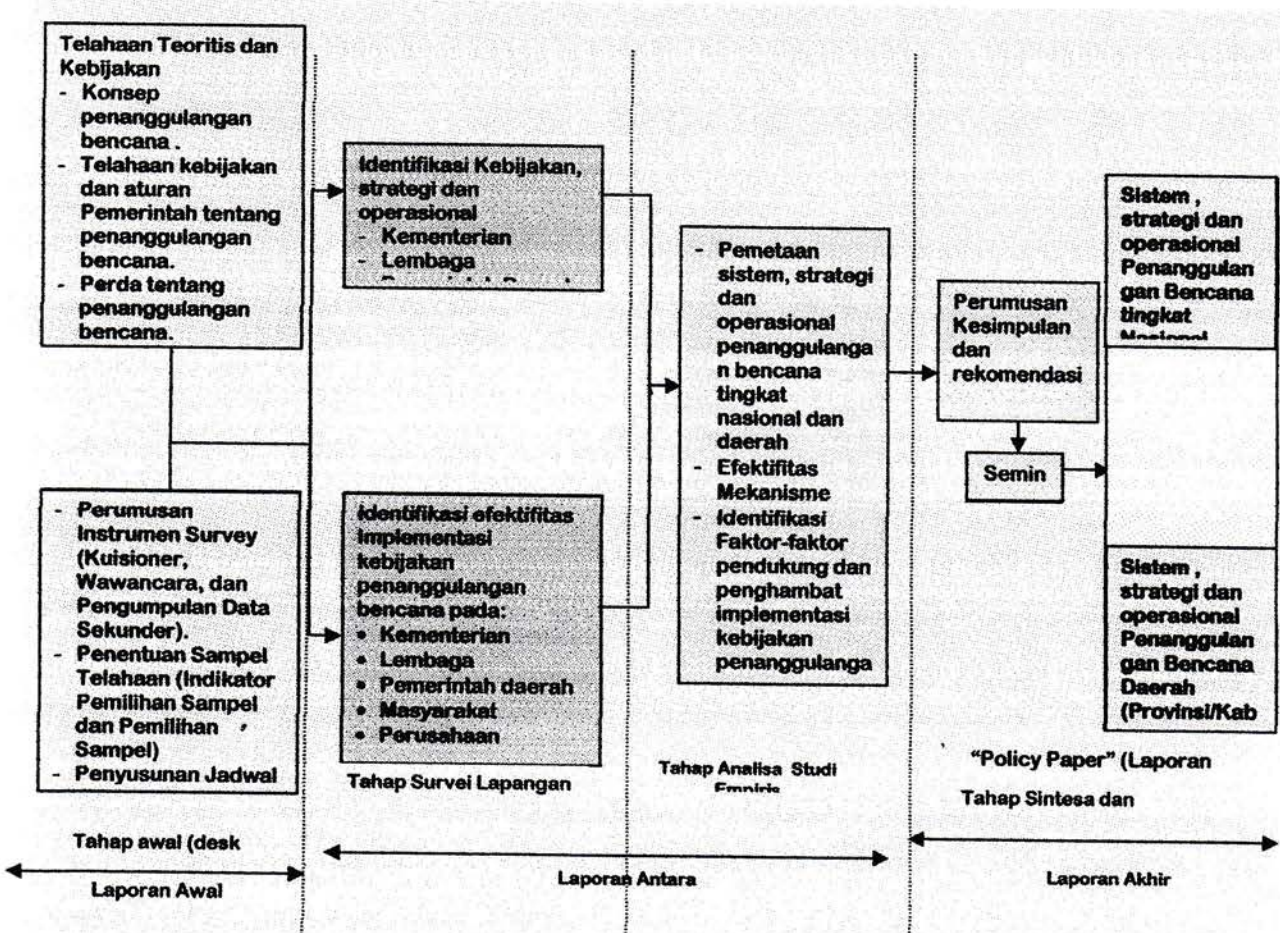 Telahaan Teoritis dan
Kebijakan
- Konsep
penanggulangan
bencana .
- Telahaan kebijakan
dan aturan
Pemerintah tentang
penanggulangan
bencana.
- Perda tentang
penanggulangan
bencana.
- Perumusan
Instrumen Survey
(Kuisioner,
Wawancara, dan
Pengumpulan Data
Sekunder).
- Penentuan Sampel
Telahaan (Indikator
Pemilihan Sampel
dan Pemilihan
Sampel)
- Penyusunan Jadwal
Tahap awal (desk
Laporan Awal
Identifikasi Kebijakan,
strategi dan
operasional
- Kementerian
- Lembaga
Identifikasi efektifitas
implementasi
kebijakan
penanggulangan
bencana pada:
• Kementerian
• Lembaga
• Pemerintah daerah
• Masyarakat
• Perusahaan
Tahap Survei Lapangan
- Pemetaan
sistem, strategi
dan
operasional
penanggulanga
n bencana
tingkat
nasional dan
daerah
- Efektifitas
Mekanisme
- Identifikasi
Faktor-faktor
pendukung dan
penghambat
implementasi
kebijakan
penanggulanga
Tahap Analisa Studi
Empiris
Laporan Antara
Perumusan
Kesimpulan
dan
rekomendasi
Semin
Sistem ,
strategi dan
operasional
Penanggulan
gan Bencana
tingkat
Nasional
Sistem ,
strategi dan
operasional
Penanggulan
gan Bencana
Daerah
(Provinsi/Kab
"Policy Paper" (Laporan
Tahap Sintesa dan
Laporan Akhir